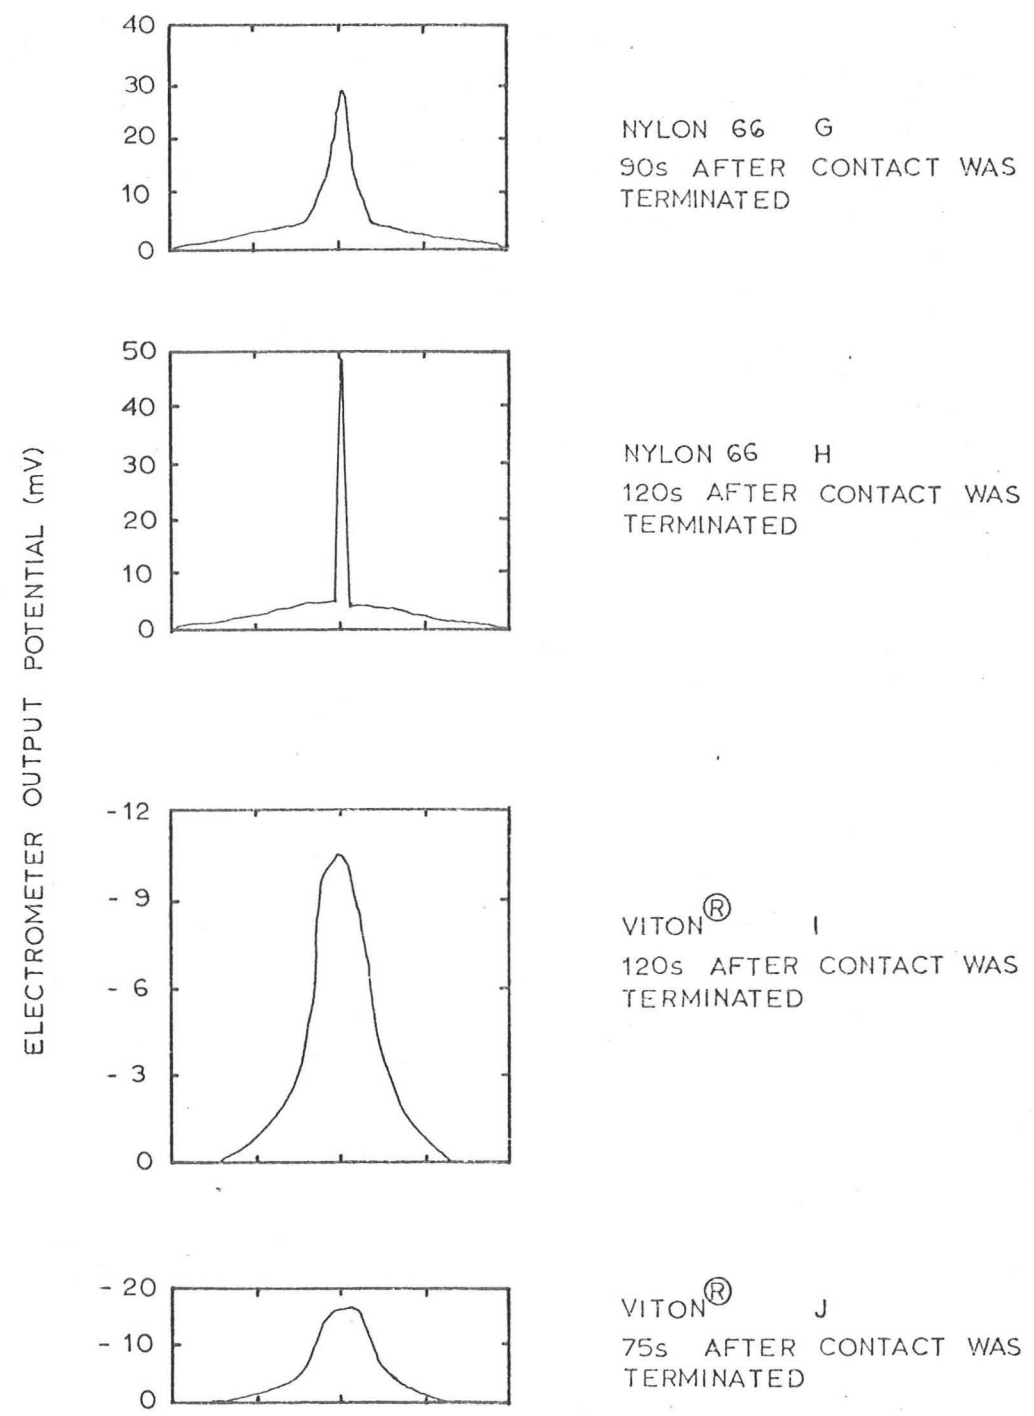 ELECTROMETER OUTPUT POTENTIAL (mV)
40
30
20
10
0
NYLON 66 G
90s AFTER CONTACT WAS
TERMINATED
50
40
30
20
10
0
NYLON 66 H
120s AFTER CONTACT WAS
TERMINATED
-12
-9
-6
-3
0
VITON® I
120s AFTER CONTACT WAS
TERMINATED
-20
-10
0
VITON® J
75s AFTER CONTACT WAS
TERMINATED